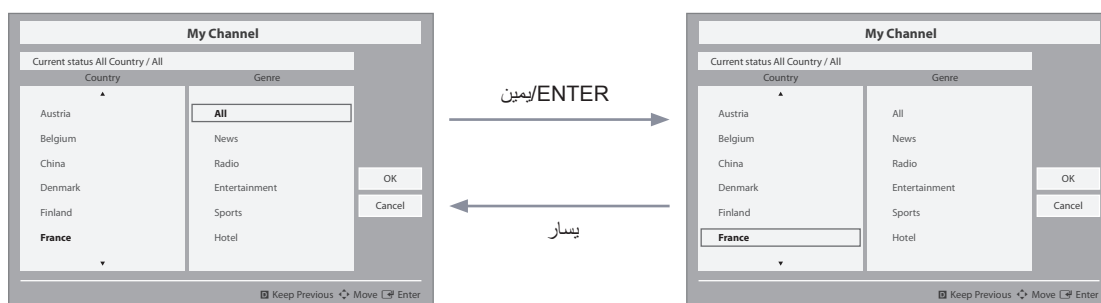 My Channel
Current status All Country / All
Country Genre
▲
Austria All
Belgium News
China Radio
Denmark Entertainment
Finland Sports
France Hotel
▼
OK
Cancel
Keep Previous Move Enter
يمين/ENTER
يسار
My Channel
Current status All Country / All
Country Genre
▲
Austria All
Belgium News
China Radio
Denmark Entertainment
Finland Sports
France Hotel
▼
OK
Cancel
Keep Previous Move Enter